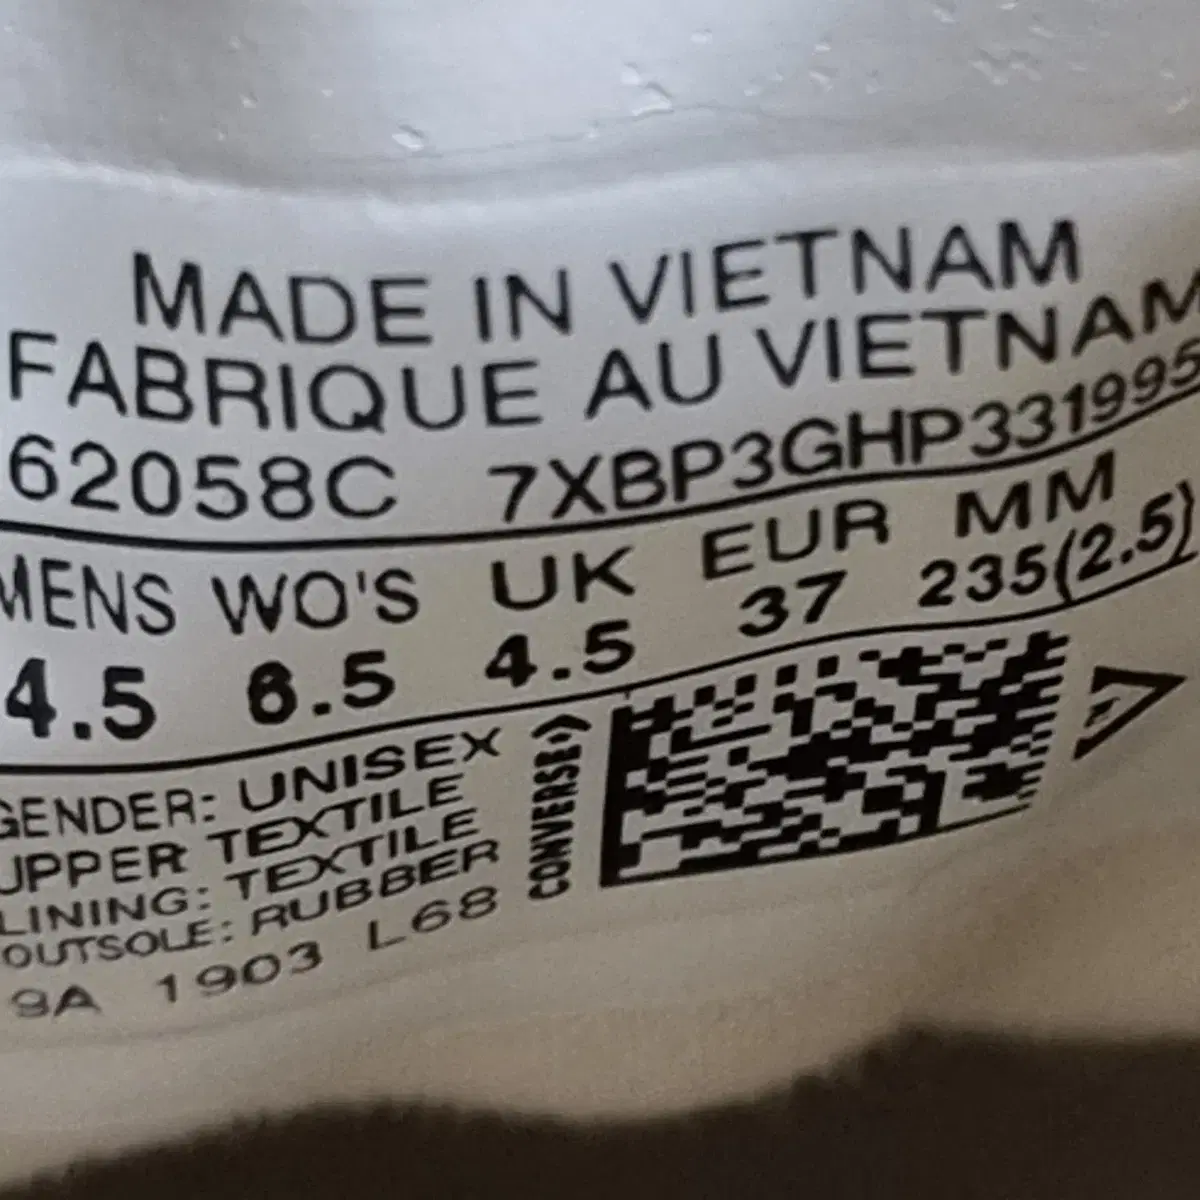 MADE IN VIETNAM
FABRIQUE AU VIETNAM
62058C 7XBP3GHP331995
MENS WO'S UK EUR MM
4.5 6.5 4.5 37 235(2.5)
GENDER: UNISEX
UPPER TEXTILE
LINING: TEXTILE
OUTSOLE: RUBBER
9A 1903 L68
CONVERSE